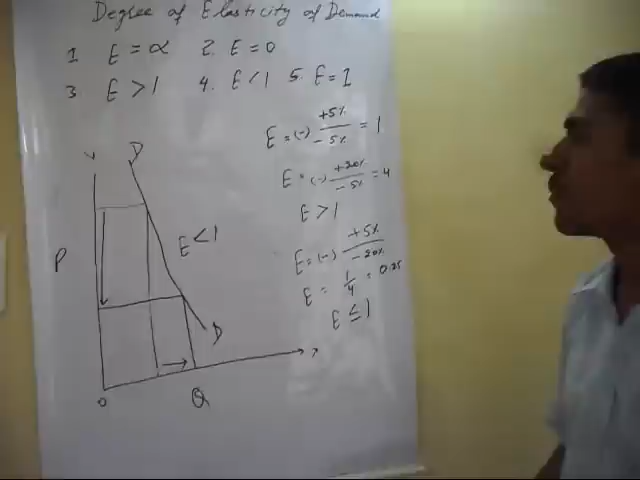 Degree of Elasticity of Demand
1 E = α 2. E = 0
3 E > 1 4. E < 1 5. E = 1
E = (-) +5% / -5% = 1
E = (-) +20% / -5% = 4
E > 1
E = (-) +5% / -20%
E = 1/4 = 0.25
E ≤ 1
D
E < 1
P
D
0
Q